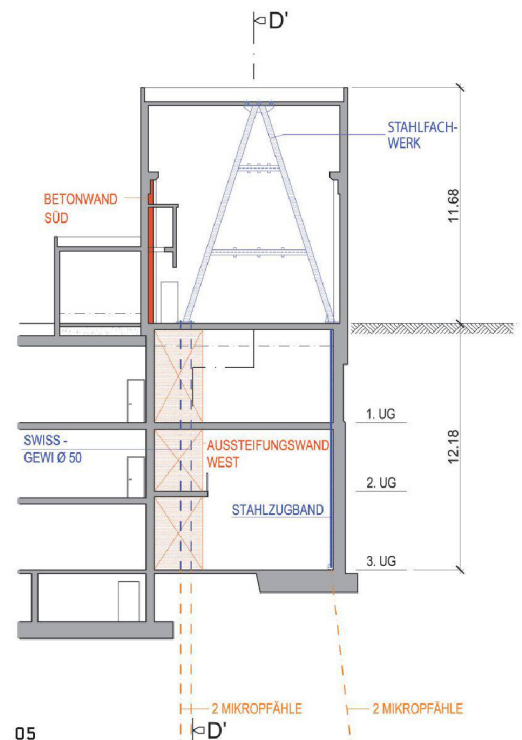 D'
STAHLFACH-
WERK
BETONWAND
SÜD
11.68
1. UG
SWISS -
GEWI Ø 50
AUSSTEIFUNGSWAND
WEST
12.18
2. UG
STAHLZUGBAND
3. UG
2 MIKROPFÄHLE
2 MIKROPFÄHLE
05
D'